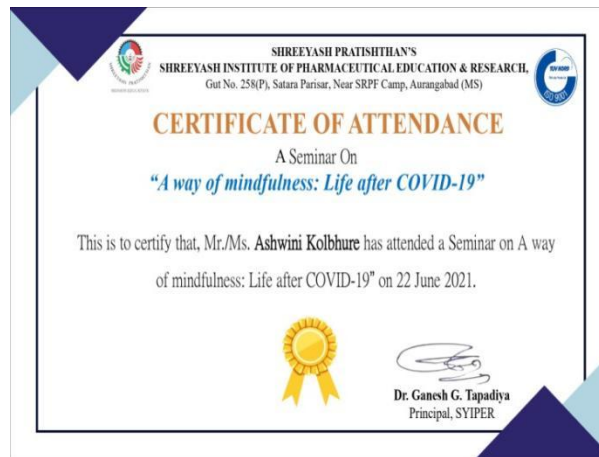 SHREEYASH PRATISHTHAN'S
SHREEYASH INSTITUTE OF PHARMACEUTICAL EDUCATION & RESEARCH,
Gut No. 258(P), Satara Parisar, Near SRPF Camp, Aurangabad (MS)
CERTIFICATE OF ATTENDANCE
A Seminar On
“A way of mindfulness: Life after COVID-19”
This is to certify that, Mr./Ms. Ashwini Kolbhure has attended a Seminar on A way
of mindfulness: Life after COVID-19” on 22 June 2021.
Dr. Ganesh G. Tapadiya
Principal, SYIPER
ISO 9001